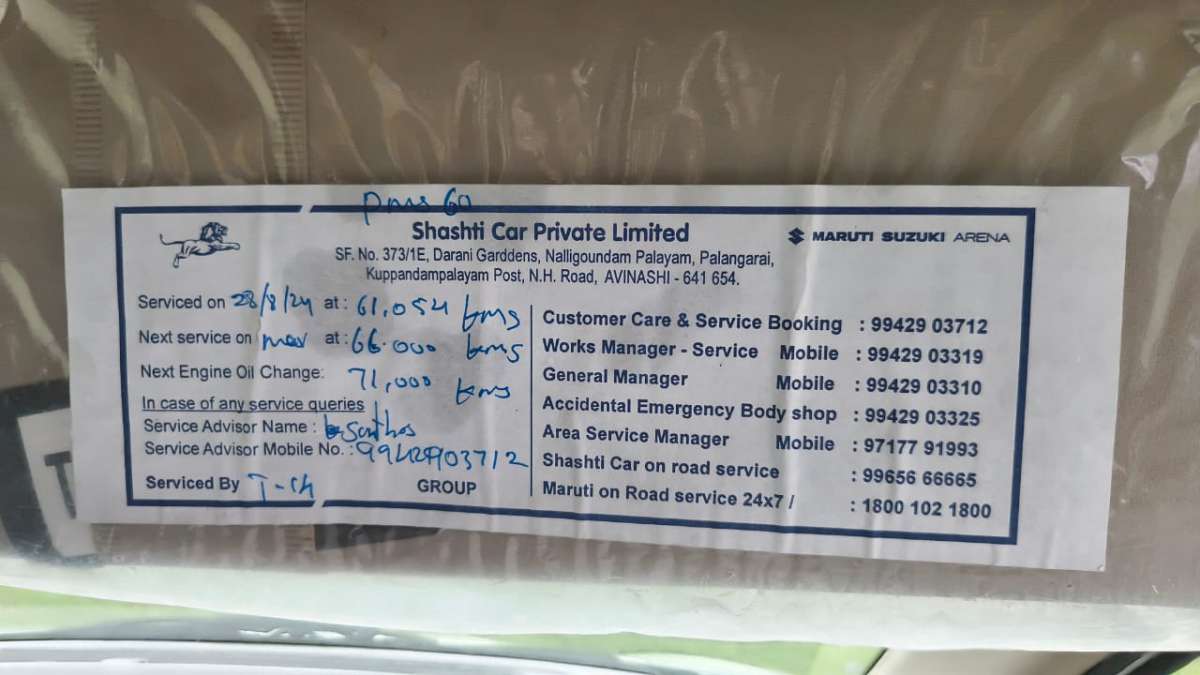 pms 60
Shashti Car Private Limited
MARUTI SUZUKI ARENA
SF. No. 373/1E, Darani Garddens, Nalligoundam Palayam, Palangarai,
Kuppandampalayam Post, N.H. Road, AVINASHI - 641 654.
Serviced on 28/8/24 at : 61,054 kms
Next service on at : 66.000 kms
Next Engine Oil Change: 71,000 kms
In case of any service queries
Service Advisor Name :
Service Advisor Mobile No. : 9942903712
Serviced By
GROUP
Customer Care & Service Booking : 99429 03712
Works Manager - Service Mobile : 99429 03319
General Manager Mobile : 99429 03310
Accidental Emergency Body shop : 99429 03325
Area Service Manager Mobile : 97177 91993
Shashti Car on road service : 99656 66665
Maruti on Road service 24x7 / : 1800 102 1800